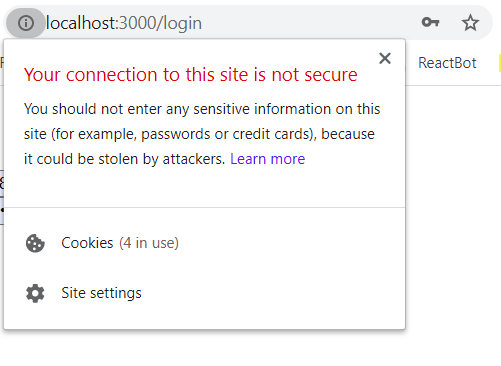 localhost:3000/login
ReactBot
Your connection to this site is not secure
You should not enter any sensitive information on this
site (for example, passwords or credit cards), because
it could be stolen by attackers. Learn more
Cookies (4 in use)
Site settings